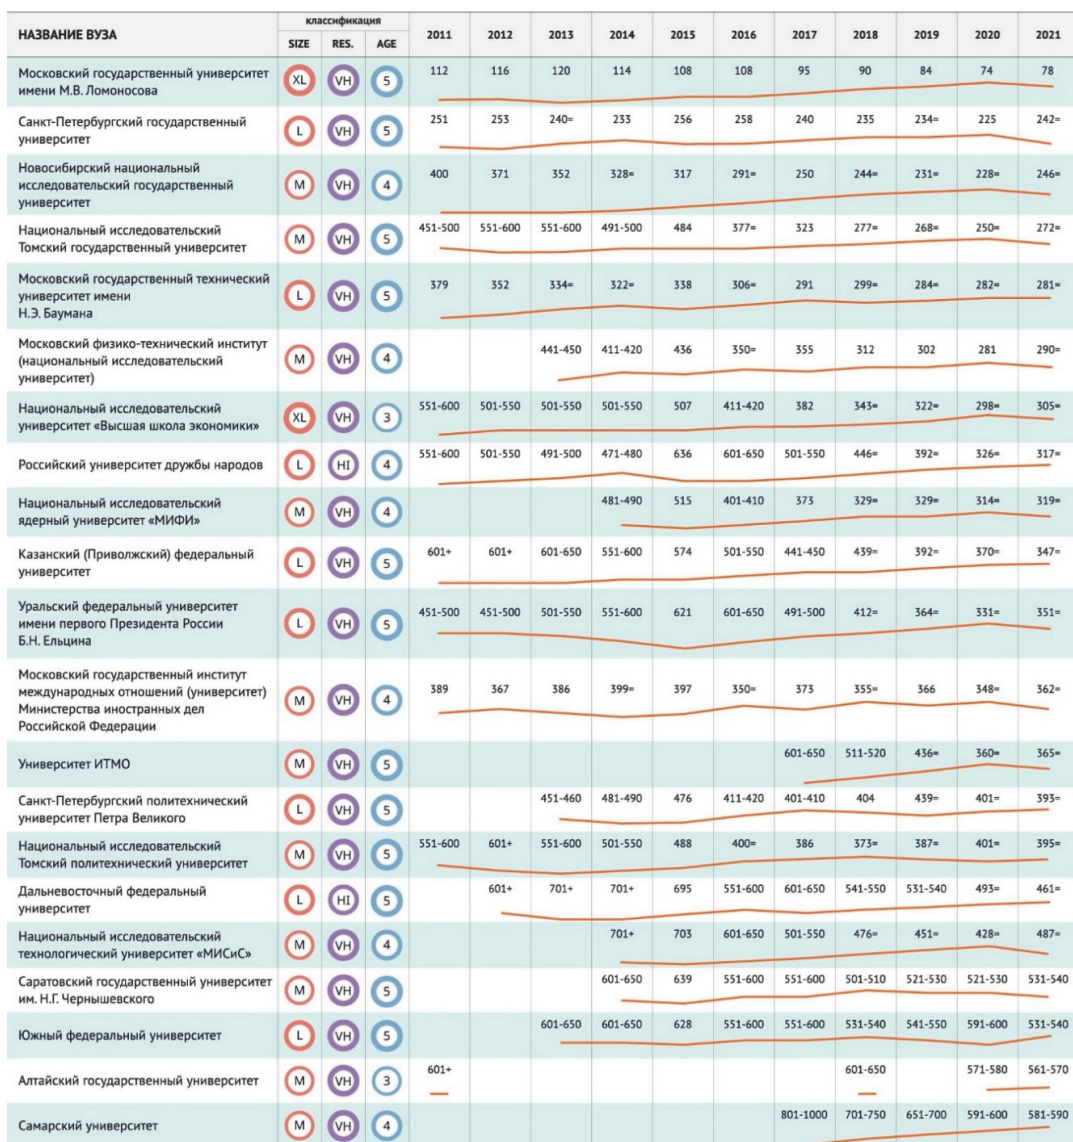 НАЗВАНИЕ ВУЗА классификация 2011 2012 2013 2014 2015 2016 2017 2018 2019 2020 2021
SIZE RES. AGE
Московский государственный университет
имени М.В. Ломоносова XL VH 5 112 116 120 114 108 108 95 90 84 74 78
Санкт-Петербургский государственный
университет L VH 5 251 253 240= 233 256 258 240 235 234= 225 242=
Новосибирский национальный
исследовательский государственный
университет M VH 4 400 371 352 328= 317 291= 250 244= 231= 228= 246=
Национальный исследовательский
Томский государственный университет M VH 5 451-500 551-600 551-600 491-500 484 377= 323 277= 268= 250= 272=
Московский государственный технический
университет имени
Н.Э. Баумана L VH 5 379 352 334= 322= 338 306= 291 299= 284= 282= 281=
Московский физико-технический институт
(национальный исследовательский
университет) M VH 4 441-450 411-420 436 350= 355 312 302 281 290=
Национальный исследовательский
университет «Высшая школа экономики» XL VH 3 551-600 501-550 501-550 501-550 507 411-420 382 343= 322= 298= 305=
Российский университет дружбы народов L HI 4 551-600 501-550 491-500 471-480 636 601-650 501-550 446= 392= 326= 317=
Национальный исследовательский
ядерный университет «МИФИ» M VH 4 481-490 515 401-410 373 329= 329= 314= 319=
Казанский (Приволжский) федеральный
университет L VH 5 601+ 601+ 601-650 551-600 574 501-550 441-450 439= 392= 370= 347=
Уральский федеральный университет
имени первого Президента России
Б.Н. Ельцина L VH 5 451-500 451-500 501-550 551-600 621 601-650 491-500 412= 364= 331= 351=
Московский государственный институт
международных отношений (университет)
Министерства иностранных дел
Российской Федерации M VH 4 389 367 386 399= 397 350= 373 355= 366 348= 362=
Университет ИТМО M VH 5 601-650 511-520 436= 360= 365=
Санкт-Петербургский политехнический
университет Петра Великого L VH 5 451-460 481-490 476 411-420 401-410 404 439= 401= 393=
Национальный исследовательский
Томский политехнический университет M VH 5 551-600 601+ 551-600 501-550 488 400= 386 373= 387= 401= 395=
Дальневосточный федеральный
университет L HI 5 601+ 701+ 701+ 695 551-600 601-650 541-550 531-540 493= 461=
Национальный исследовательский
технологический университет «МИСиС» M VH 4 701+ 703 601-650 501-550 476= 451= 428= 487=
Саратовский государственный университет
им. Н.Г. Чернышевского M VH 5 601-650 639 551-600 551-600 501-510 521-530 521-530 531-540
Южный федеральный университет L VH 5 601-650 601-650 628 551-600 551-600 531-540 541-550 591-600 531-540
Алтайский государственный университет M VH 3 601+ 601-650 571-580 561-570
Самарский университет M VH 4 801-1000 701-750 651-700 591-600 581-590